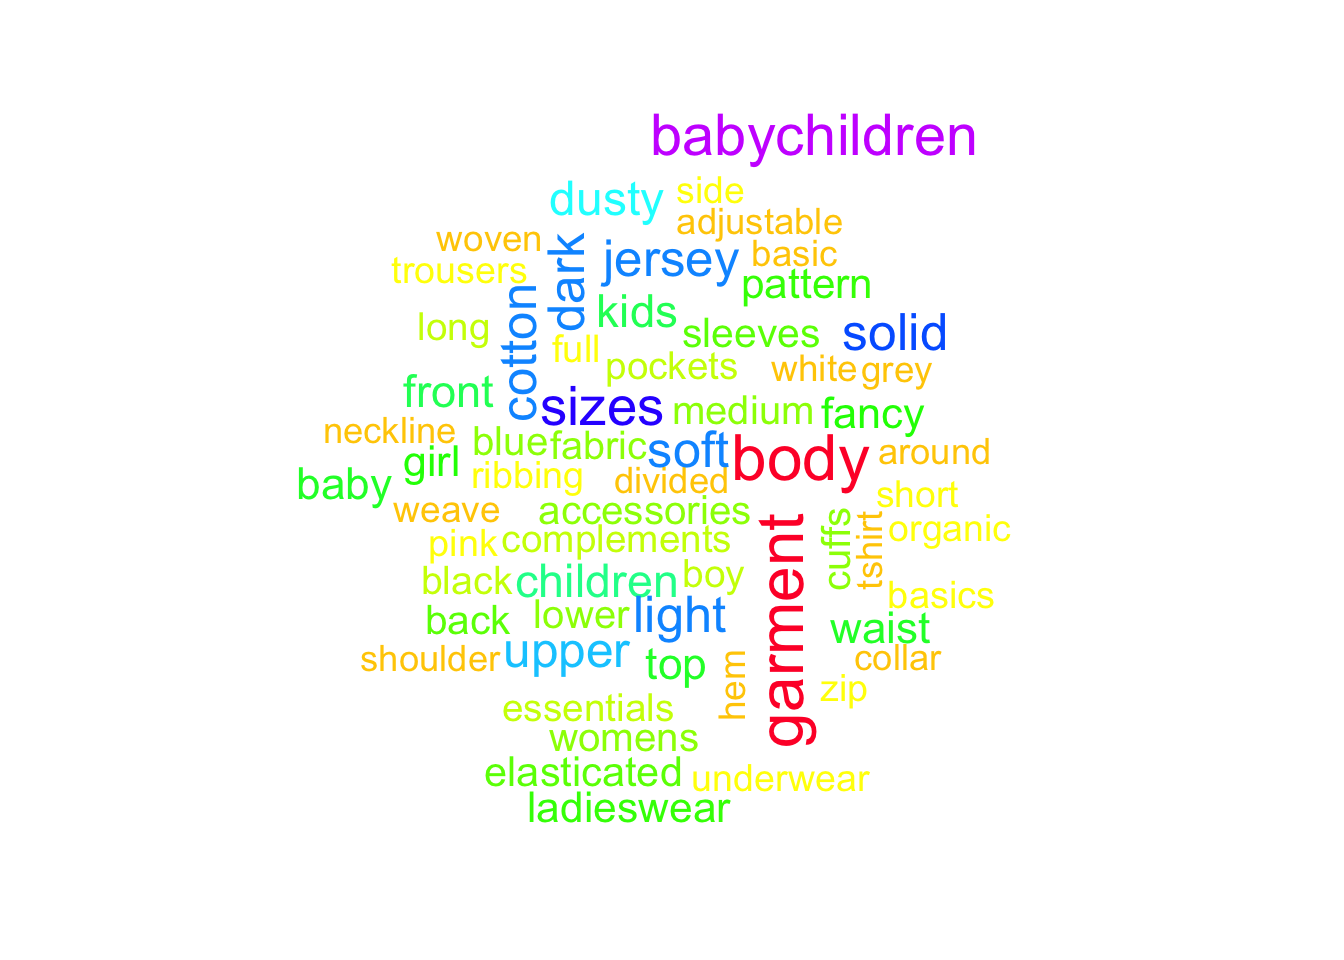 babychildren
dusty
side
adjustable
woven
dark
jersey
basic
trousers
pattern
cotton
kids
long
sleeves
solid
full
pockets
white
grey
front
sizes
medium
fancy
neckline
blue
fabric
soft
body
around
girl
baby
ribbing
divided
short
weave
accessories
garment
cuffs
tshirt
organic
pink
complements
black
children
boy
basics
back
lower
light
waist
shoulder
upper
top
hem
collar
zip
essentials
womens
elasticated
underwear
ladieswear